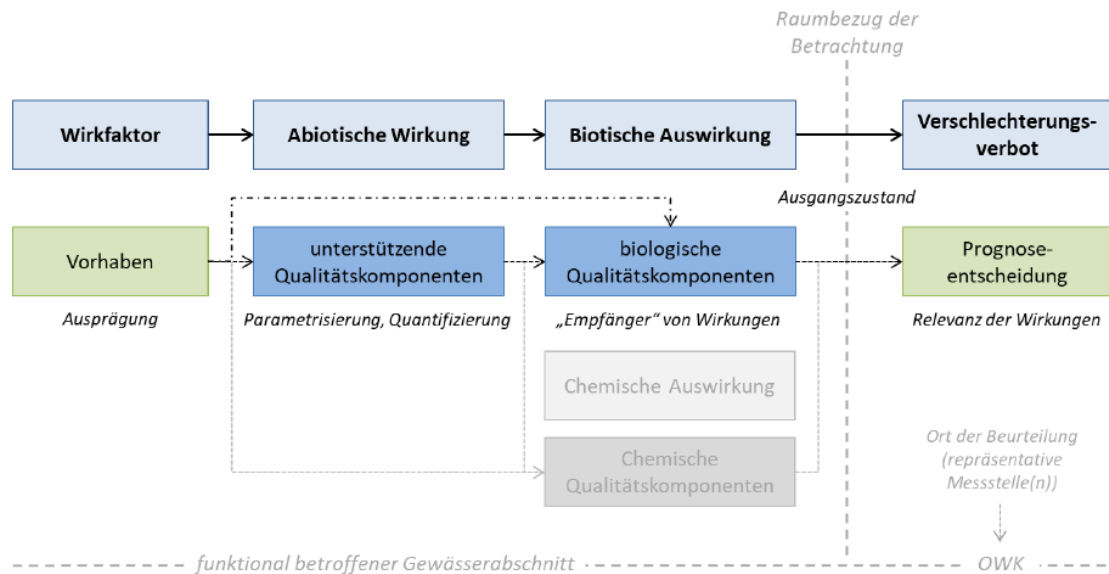 Raumbezug der
Betrachtung
Wirkfaktor
Abiotische Wirkung
Biotische Auswirkung
Verschlechterungs-
verbot
Ausgangszustand
Vorhaben
unterstützende
Qualitätskomponenten
biologische
Qualitätskomponenten
Prognose-
entscheidung
Ausprägung
Parametrisierung, Quantifizierung
„Empfänger“ von Wirkungen
Relevanz der Wirkungen
Chemische Auswirkung
Chemische
Qualitätskomponenten
Ort der Beurteilung
(repräsentative
Messstelle(n))
funktional betroffener Gewässerabschnitt
OWK